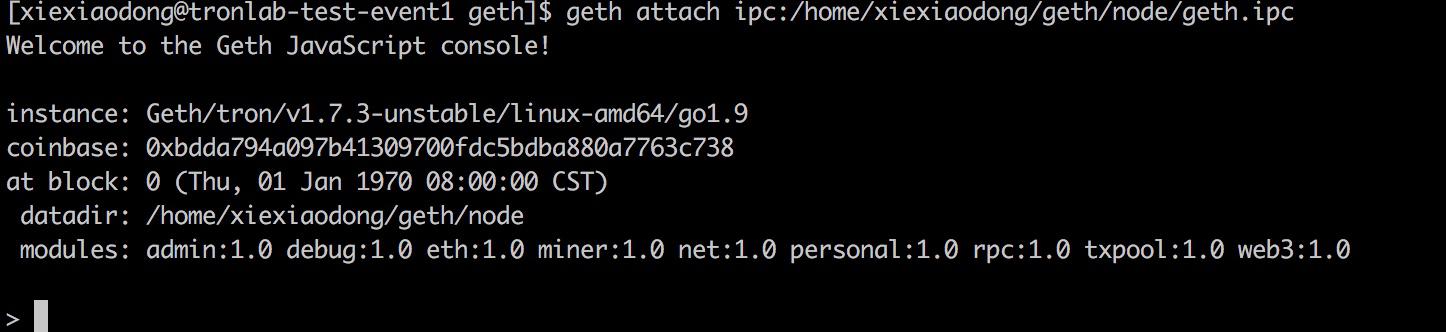 [xiexiaodong@tronlab-test-event1 geth]$ geth attach ipc:/home/xiexiaodong/geth/node/geth.ipc
Welcome to the Geth JavaScript console!
instance: Geth/tron/v1.7.3-unstable/linux-amd64/go1.9
coinbase: 0xbdda794a097b41309700fdc5bdba880a7763c738
at block: 0 (Thu, 01 Jan 1970 08:00:00 CST)
datadir: /home/xiexiaodong/geth/node
modules: admin:1.0 debug:1.0 eth:1.0 miner:1.0 net:1.0 personal:1.0 rpc:1.0 txpool:1.0 web3:1.0
>